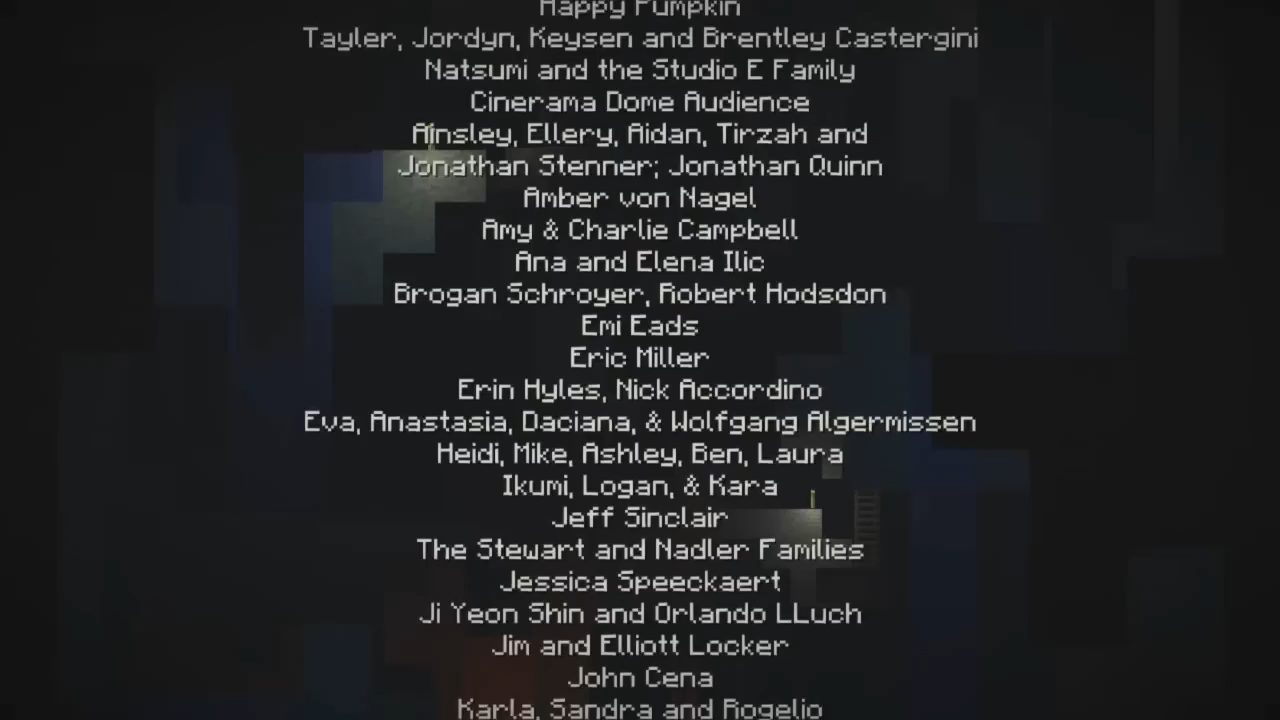 Happy Pumpkin
Tayler, Jordyn, Keysen and Brentley Castergini
Natsumi and the Studio E Family
Cinerama Dome Audience
Ainsley, Ellery, Aidan, Tirzah and
Jonathan Stenner; Jonathan Quinn
Amber von Nagel
Amy & Charlie Campbell
Ana and Elena Ilic
Brogan Schroyer, Robert Hodsdon
Emi Eads
Eric Miller
Erin Hyles, Nick Accordino
Eva, Anastasia, Daciana, & Wolfgang Algermissen
Heidi, Mike, Ashley, Ben, Laura
Ikumi, Logan, & Kara
Jeff Sinclair
The Stewart and Nadler Families
Jessica Speeckaert
Ji Yeon Shin and Orlando LLuch
Jim and Elliott Locker
John Cena
Karla, Sandra and Rogelio